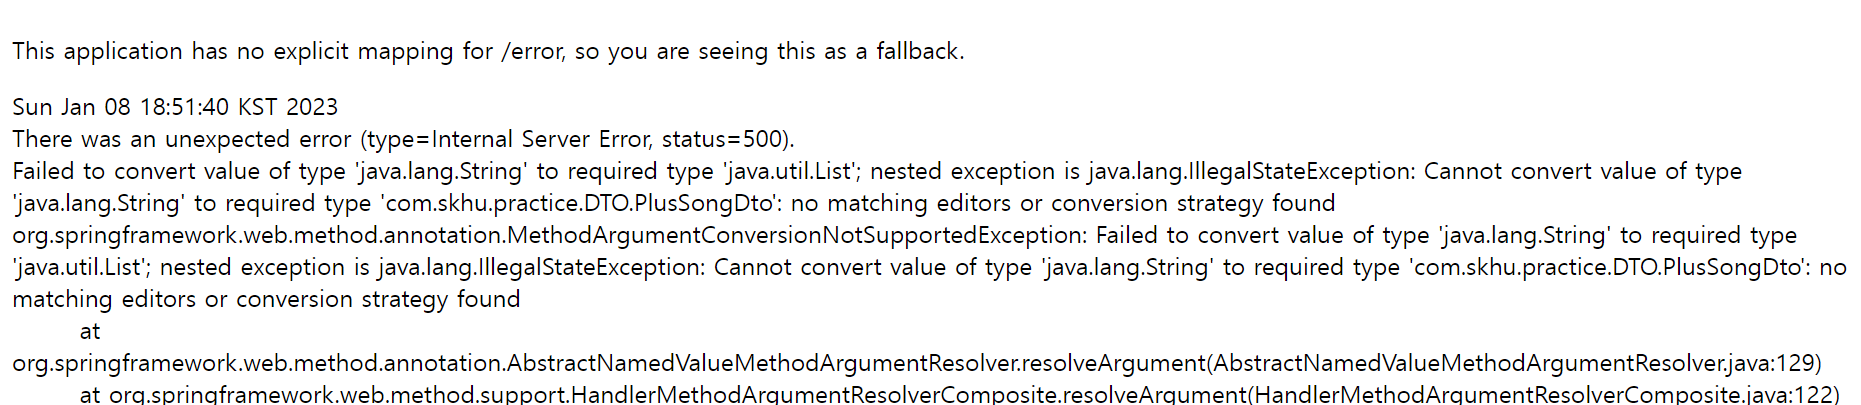 This application has no explicit mapping for /error, so you are seeing this as a fallback.
Sun Jan 08 18:51:40 KST 2023
There was an unexpected error (type=Internal Server Error, status=500).
Failed to convert value of type 'java.lang.String' to required type 'java.util.List'; nested exception is java.lang.IllegalStateException: Cannot convert value of type
'java.lang.String' to required type 'com.skhu.practice.DTO.PlusSongDto': no matching editors or conversion strategy found
org.springframework.web.method.annotation.MethodArgumentConversionNotSupportedException: Failed to convert value of type 'java.lang.String' to required type
'java.util.List'; nested exception is java.lang.IllegalStateException: Cannot convert value of type 'java.lang.String' to required type 'com.skhu.practice.DTO.PlusSongDto': no
matching editors or conversion strategy found
at
org.springframework.web.method.annotation.AbstractNamedValueMethodArgumentResolver.resolveArgument(AbstractNamedValueMethodArgumentResolver.java:129)
at org.springframework.web.method.support.HandlerMethodArgumentResolverComposite.resolveArgument(HandlerMethodArgumentResolverComposite.java:122)